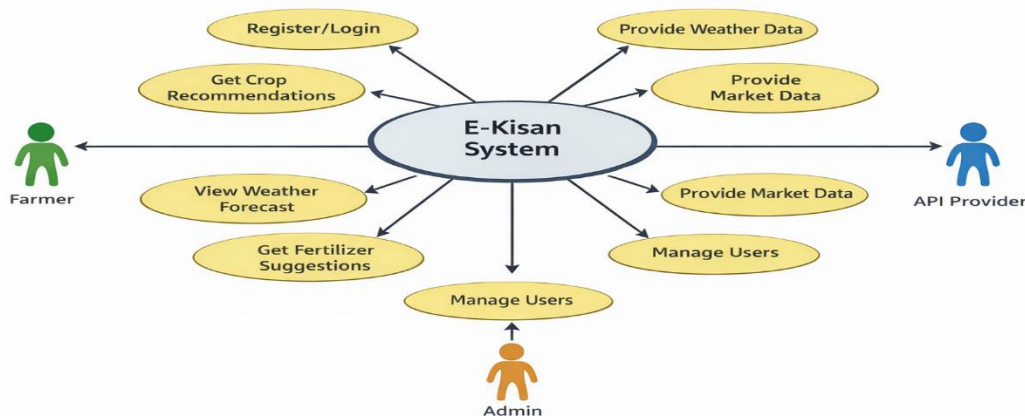 Register/Login
Provide Weather Data
Get Crop
Recommendations
Provide
Market Data
E-Kisan
System
Farmer
API Provider
View Weather
Forecast
Provide Market Data
Get Fertilizer
Suggestions
Manage Users
Manage Users
Admin